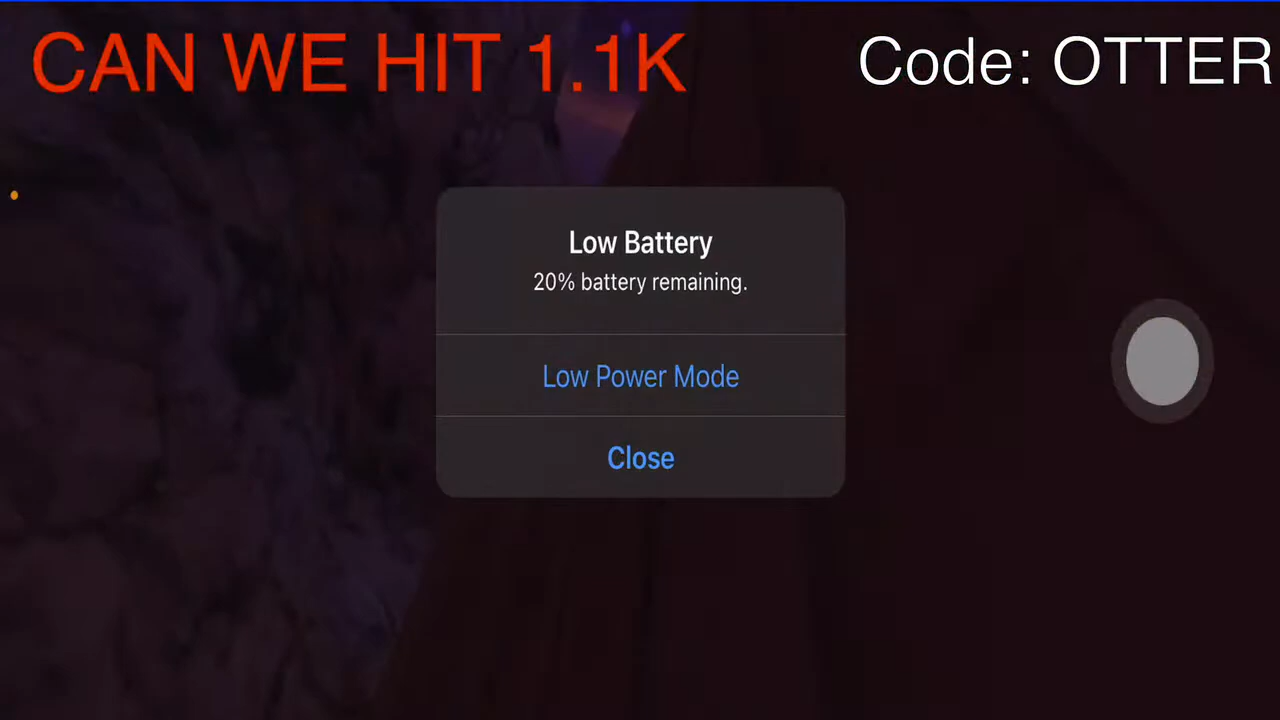 CAN WE HIT 1.1K
Code: OTTER
Low Battery
20% battery remaining.
Low Power Mode
Close